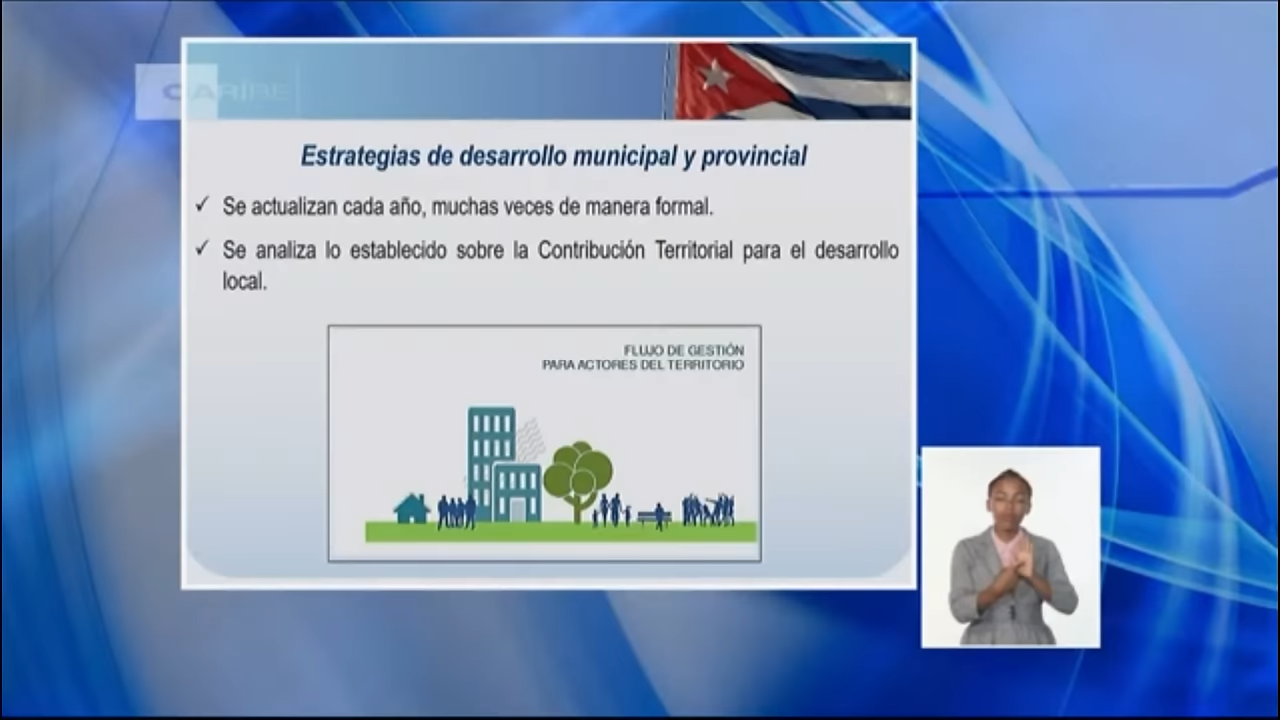 CARIBE
Estrategias de desarrollo municipal y provincial
✓ Se actualizan cada año, muchas veces de manera formal.
✓ Se analiza lo establecido sobre la Contribución Territorial para el desarrollo
local.
FLUJO DE GESTIÓN
PARA ACTORES DEL TERRITORIO